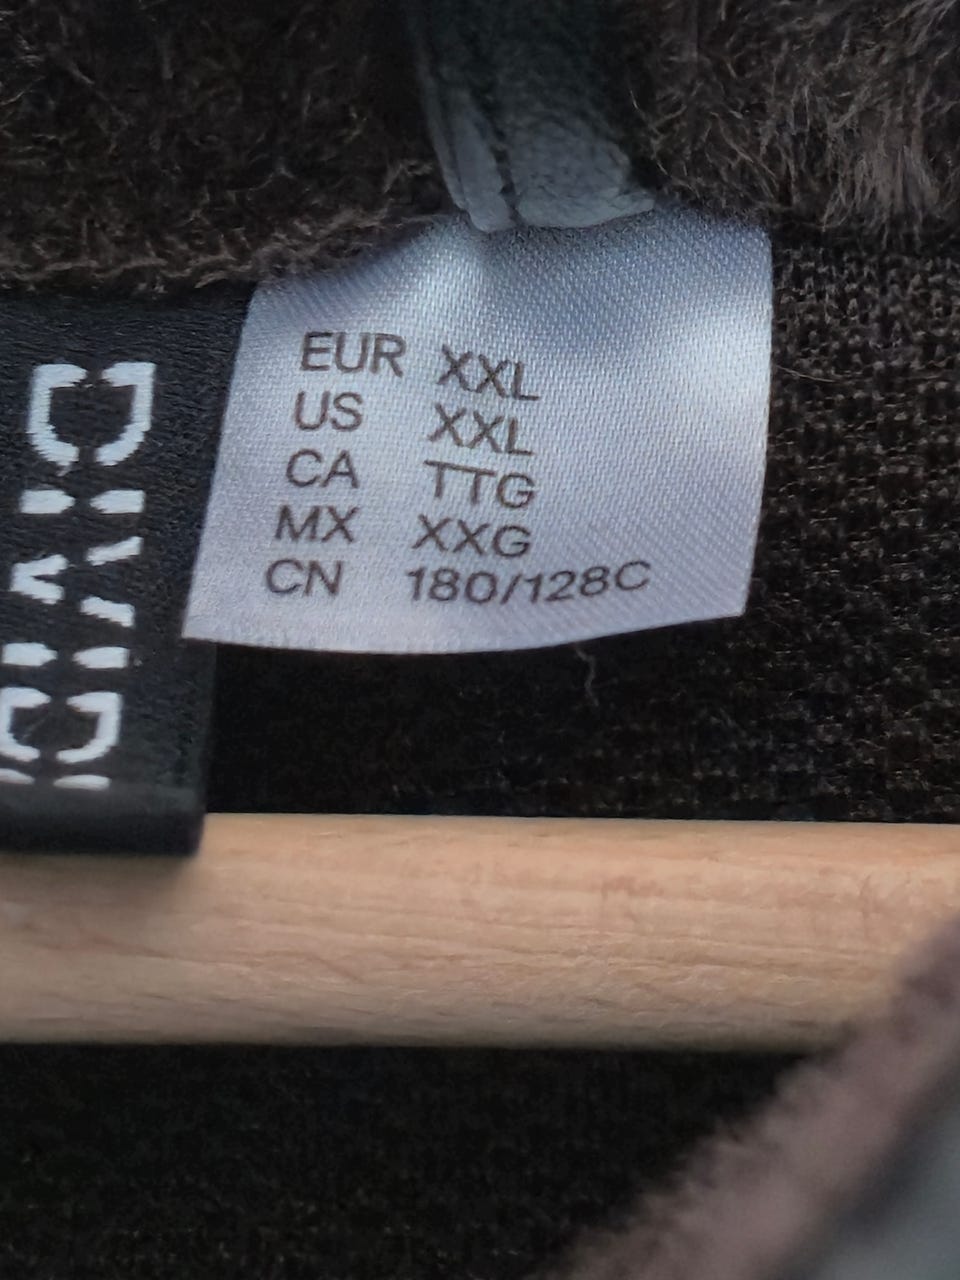 EUR XXL
US XXL
CA TTG
MX XXG
CN 180/128C